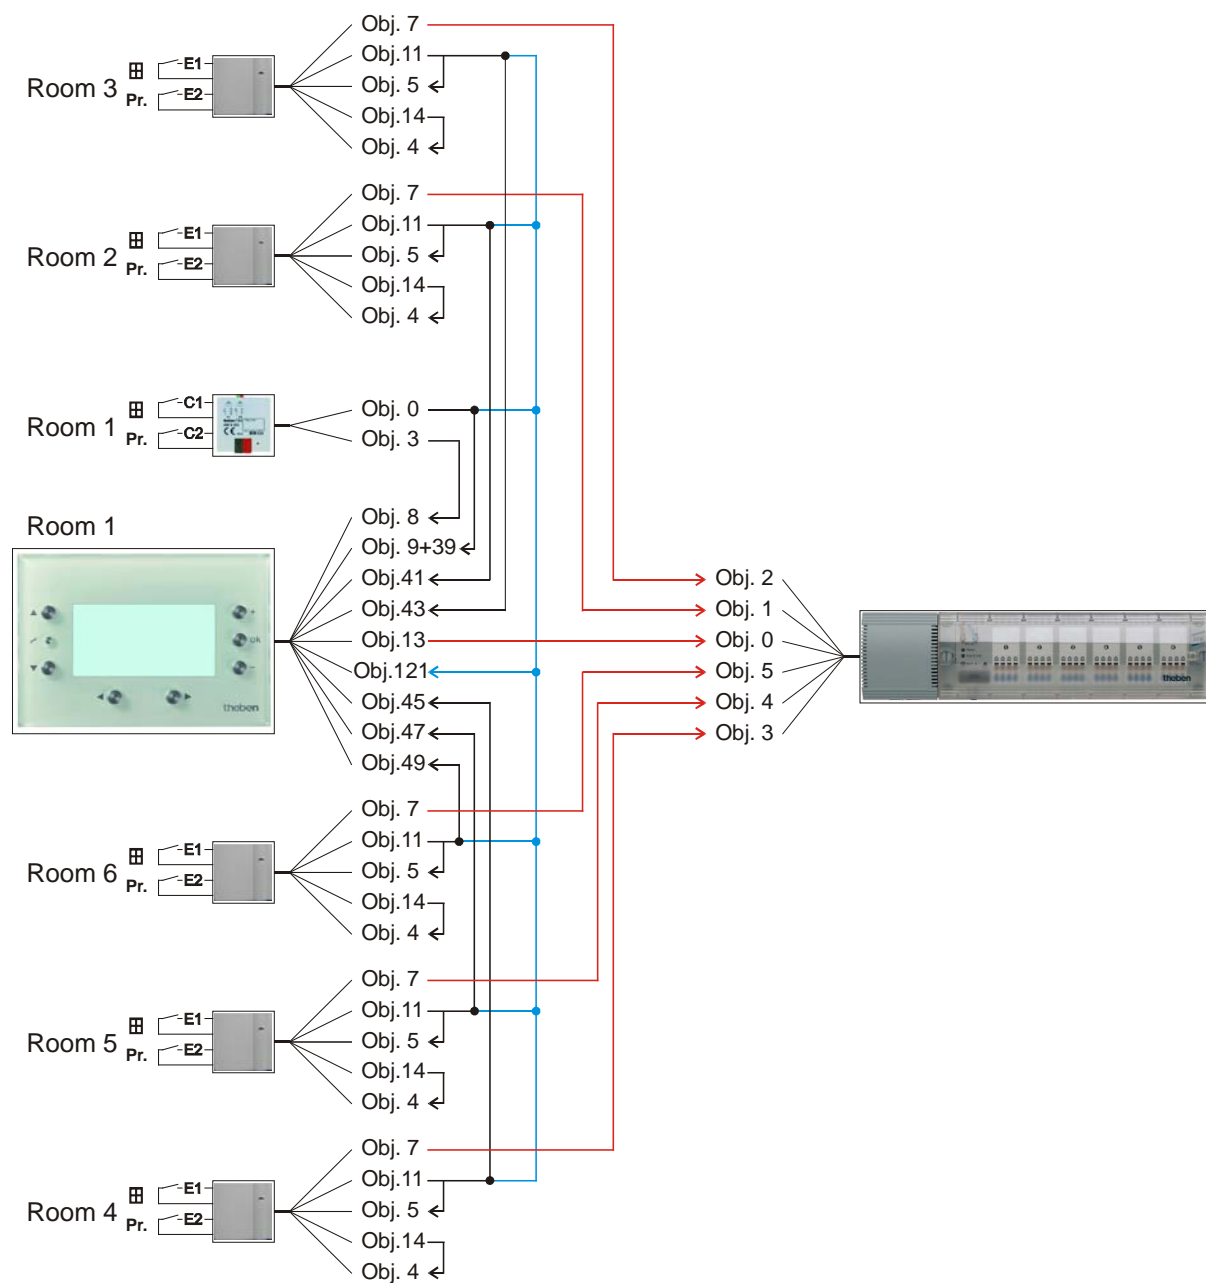 Room 3
E1
Pr.
E2
Obj. 7
Obj.11
Obj. 5
Obj.14
Obj. 4
Room 2
E1
Pr.
E2
Obj. 7
Obj.11
Obj. 5
Obj.14
Obj. 4
Room 1
C1
Pr.
C2
Obj. 0
Obj. 3
Room 1
ok
theben
Obj. 8
Obj. 9+39
Obj.41
Obj.43
Obj.13
Obj.121
Obj.45
Obj.47
Obj.49
Obj. 2
Obj. 1
Obj. 0
Obj. 5
Obj. 4
Obj. 3
theben
Room 6
E1
Pr.
E2
Obj. 7
Obj.11
Obj. 5
Obj.14
Obj. 4
Room 5
E1
Pr.
E2
Obj. 7
Obj.11
Obj. 5
Obj.14
Obj. 4
Room 4
E1
Pr.
E2
Obj. 7
Obj.11
Obj. 5
Obj.14
Obj. 4